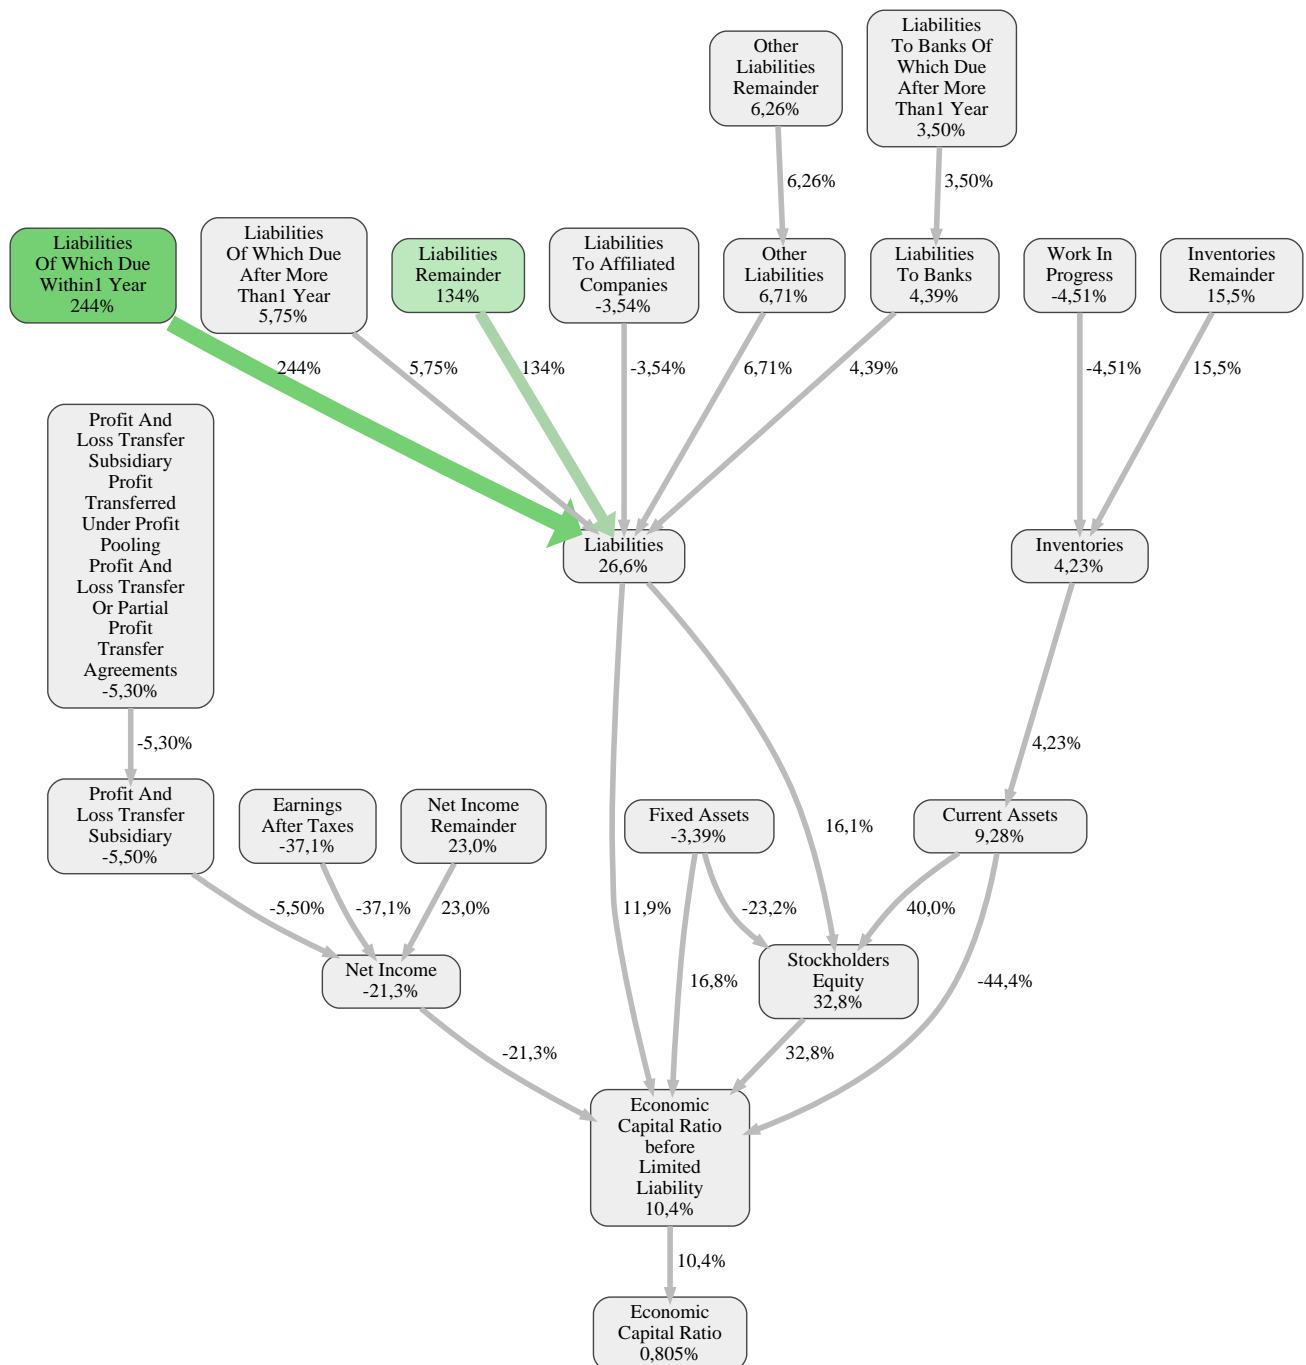 Other
Liabilities
Remainder
6,26%
Liabilities
To Banks Of
Which Due
After More
Than1 Year
3,50%
6,26%
3,50%
Liabilities
Of Which Due
Within1 Year
244%
Liabilities
Of Which Due
After More
Than1 Year
5,75%
Liabilities
Remainder
134%
Liabilities
To Affiliated
Companies
-3,54%
Other
Liabilities
6,71%
Liabilities
To Banks
4,39%
Work In
Progress
-4,51%
Inventories
Remainder
15,5%
244%
5,75%
134%
-3,54%
6,71%
4,39%
-4,51%
15,5%
Profit And
Loss Transfer
Subsidiary
Profit
Transferred
Under Profit
Pooling
Profit And
Loss Transfer
Or Partial
Profit
Transfer
Agreements
-5,30%
Liabilities
26,6%
Inventories
4,23%
-5,30%
4,23%
Profit And
Loss Transfer
Subsidiary
-5,50%
Earnings
After Taxes
-37,1%
Net Income
Remainder
23,0%
Fixed Assets
-3,39%
16,1%
Current Assets
9,28%
-5,50%
-37,1%
23,0%
11,9%
-23,2%
40,0%
Net Income
-21,3%
16,8%
Stockholders
Equity
32,8%
-44,4%
-21,3%
32,8%
Economic
Capital Ratio
before
Limited
Liability
10,4%
10,4%
Economic
Capital Ratio
0,805%